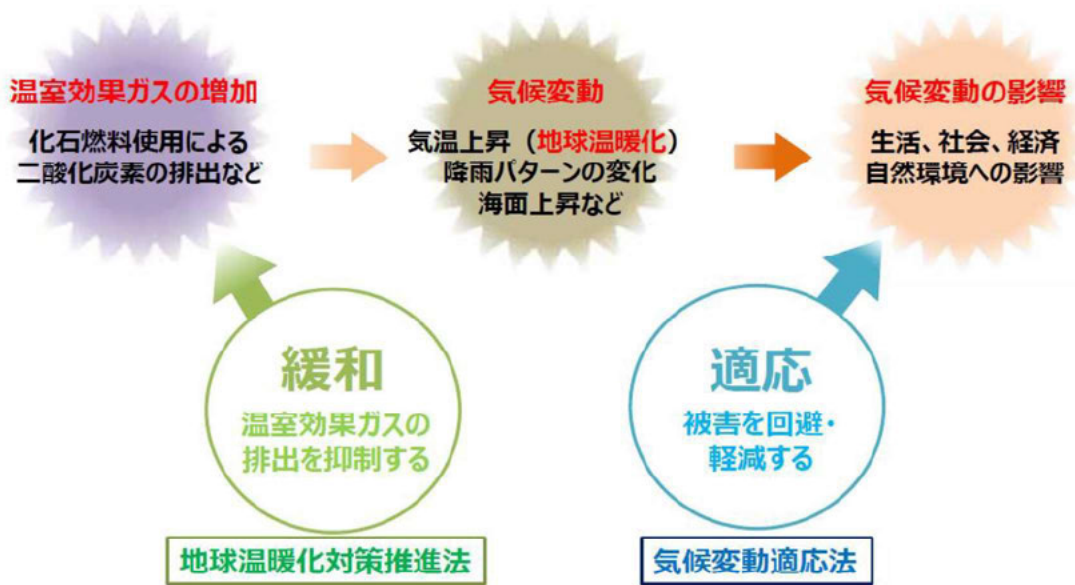 温室効果ガスの増加
化石燃料使用による
二酸化炭素の排出など
気候変動
気温上昇（地球温暖化）
降雨パターンの変化
海面上昇など
気候変動の影響
生活、社会、経済
自然環境への影響
緩和
温室効果ガスの
排出を抑制する
地球温暖化対策推進法
適応
被害を回避・
軽減する
気候変動適応法